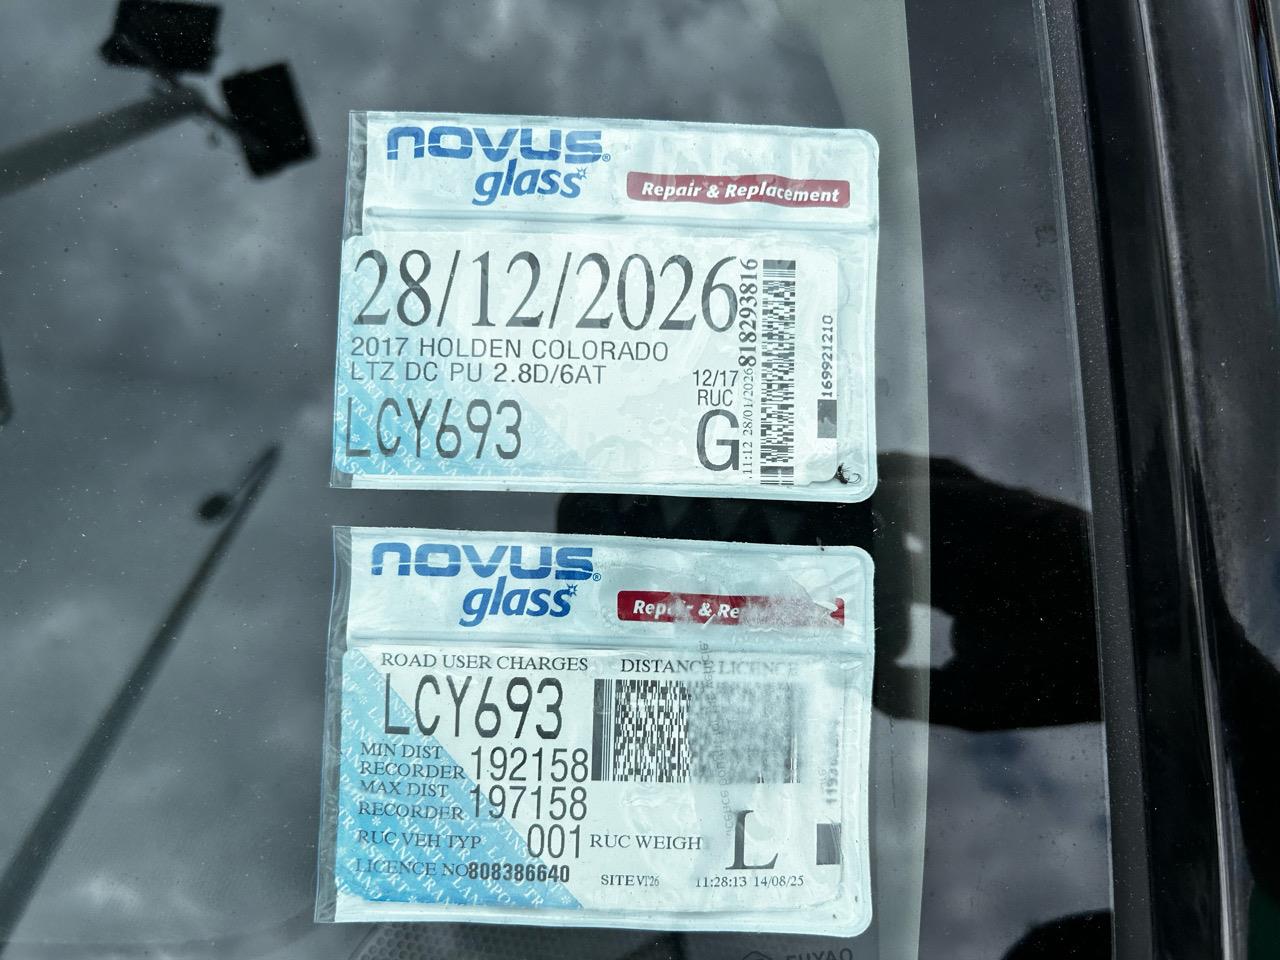 novus®
glass
Repair & Replacement
28/12/2026
2017 HOLDEN COLORADO
LTZ DC PU 2.8D/6AT
12/17
RUC
LCY693
G
11:12 28/01/2026
818293816
169921210
novus®
glass
Repair &
ROAD USER CHARGES DISTANCE LICENCE
LCY693
MIN DIST
RECORDER 192158
MAX DIST
RECORDER 197158
RUC VEH TYP 001 RUC WEIGH L
LICENCE NO 808386640
SITE VT26 11:28:13 14/08/25
FUYAO